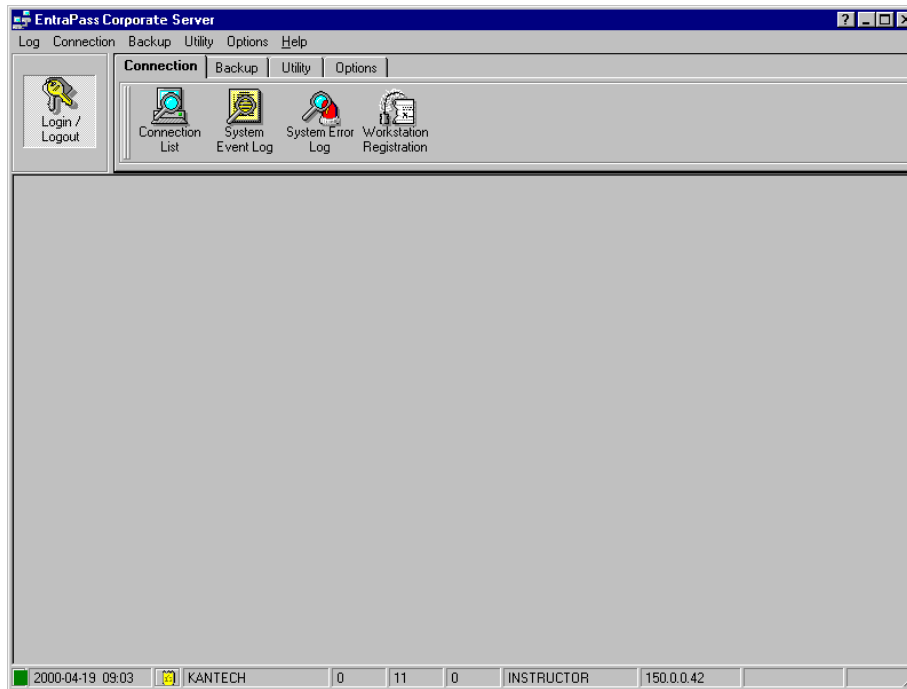 EntraPass Corporate Server
Log Connection Backup Utility Options Help
Connection Backup Utility Options
Login /
Logout
Connection
List
System
Event Log
System Error
Log
Workstation
Registration
2000-04-19 09:03 KANTECH 0 11 0 INSTRUCTOR 150.0.0.42